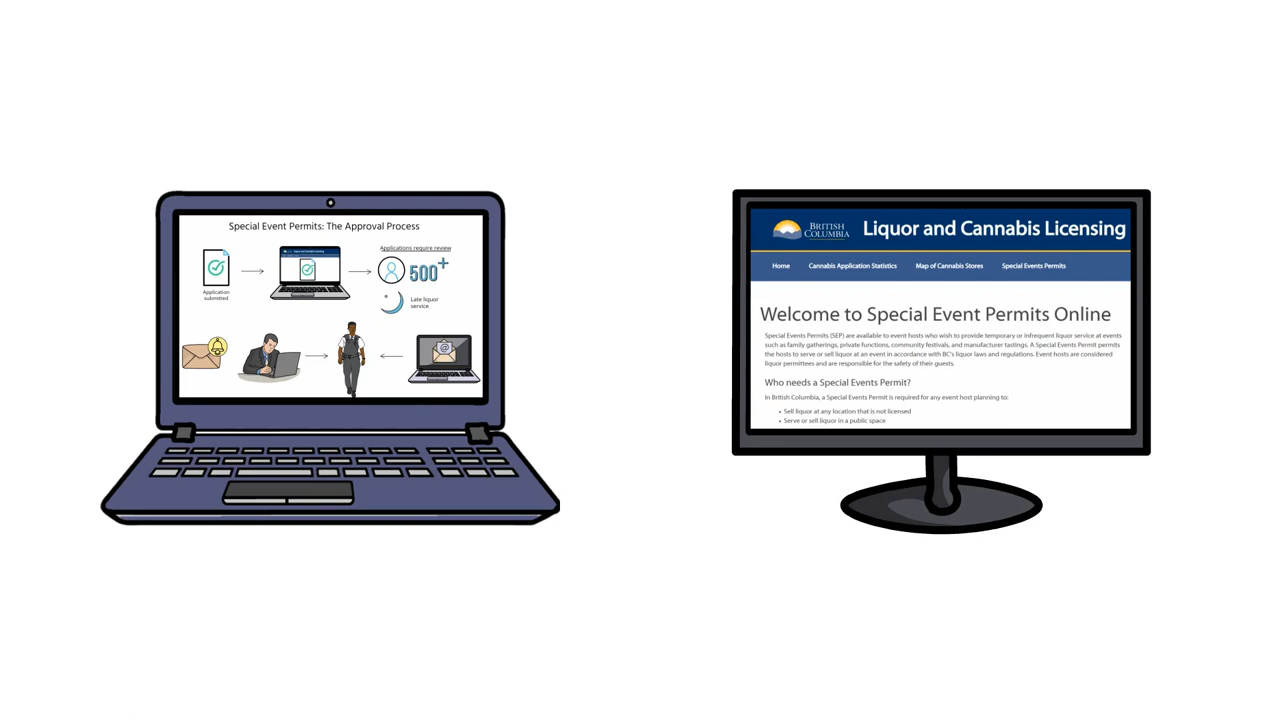 Special Event Permits: The Approval Process
Applications require review
500+
Application
submitted
Late liquor
service
@
BRITISH
COLUMBIA
Liquor and Cannabis Licensing
Home Cannabis Application Statistics Map of Cannabis Stores Special Events Permits
Welcome to Special Event Permits Online
Special Events Permits (SEP) are available to event hosts who wish to provide temporary or infrequent liquor service at events
such as family gatherings, private functions, community festivals, and manufacturer tastings. A Special Events Permit permits
the hosts to serve or sell liquor at an event in accordance with BC's liquor laws and regulations. Event hosts are considered
liquor permittees and are responsible for the safety of their guests.
Who needs a Special Events Permit?
In British Columbia, a Special Events Permit is required for any event host planning to:
• Sell liquor at any location that is not licensed
• Serve or sell liquor in a public space